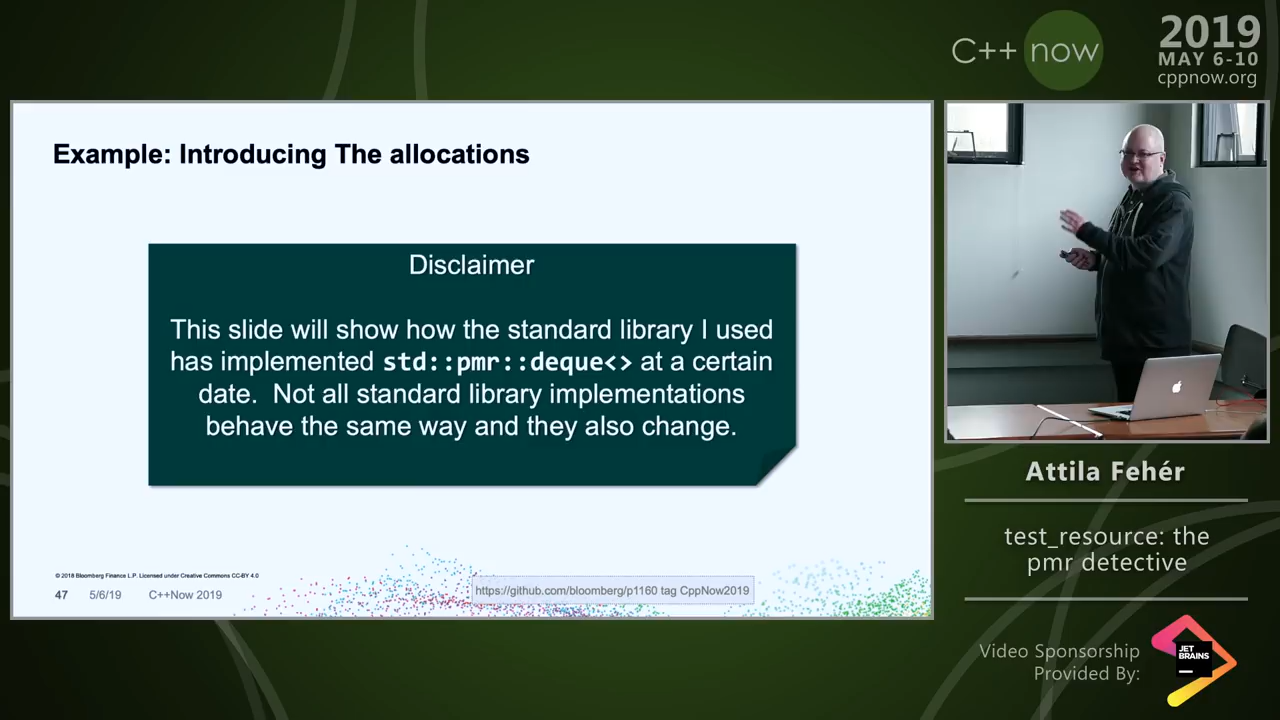 C++ now
2019
MAY 6-10
cppnow.org
Example: Introducing The allocations
Disclaimer
This slide will show how the standard library I used
has implemented std::pmr::deque<> at a certain
date.  Not all standard library implementations
behave the same way and they also change.
© 2018 Bloomberg Finance L.P. Licensed under Creative Commons CC-BY 4.0
47 5/6/19 C++Now 2019
https://github.com/bloomberg/p1160 tag CppNow2019
Attila Fehér
test_resource: the
pmr detective
Video Sponsorship
Provided By:
JET
BRAINS